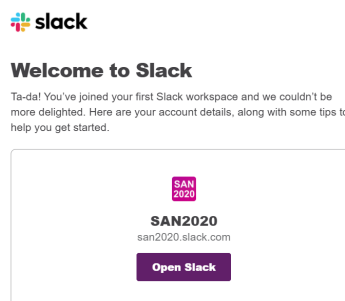 slack
Welcome to Slack
Ta-da! You've joined your first Slack workspace and we couldn't be
more delighted. Here are your account details, along with some tips to
help you get started.
SAN
2020
SAN2020
san2020.slack.com
Open Slack